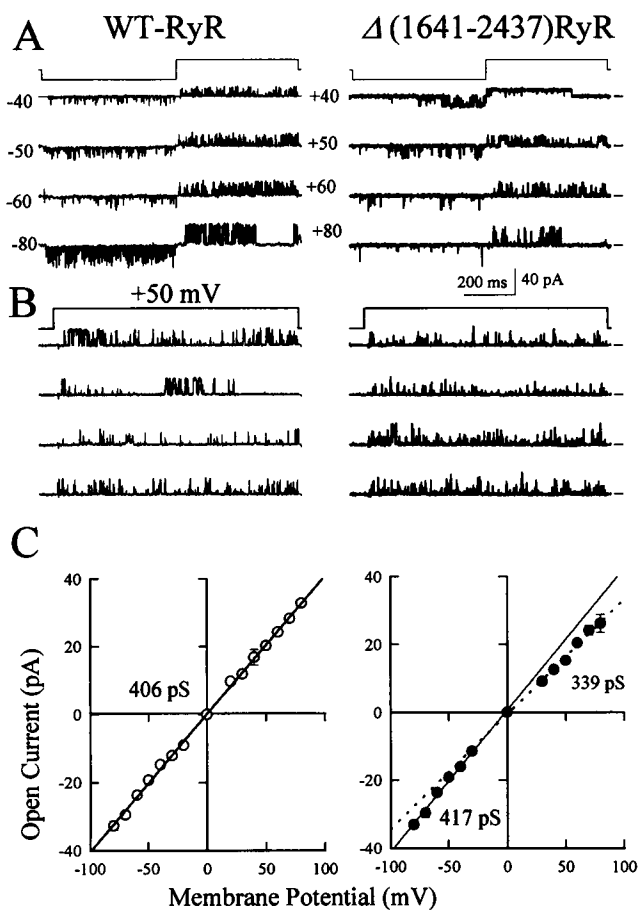 A
WT-RyR
Δ(1641-2437)RyR
-40
+40
-50
+50
-60
+60
-80
+80
200 ms
40 pA
B
+50 mV
C
Open Current (pA)
40
20
0
-20
-40
406 pS
-100 -50 0 50 100
40
20
0
-20
-40
339 pS
417 pS
-100 -50 0 50 100
Membrane Potential (mV)